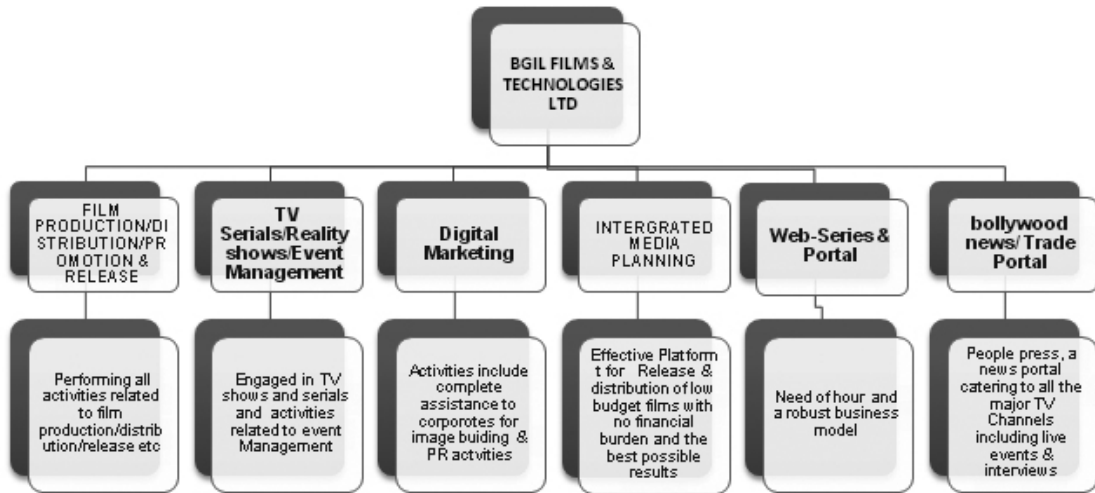 BGIL FILMS &
TECHNOLOGIES
LTD
FILM
PRODUCTION/DI
STRIBUTION/PR
OMOTION &
RELEASE
TV
Serials/Reality
shows/Event
Management
Digital
Marketing
INTERGRATED
MEDIA
PLANNING
Web-Series &
Portal
bollywood
news/ Trade
Portal
Performing all
activities related
to film
production/distrib
ution/release etc
Engaged in TV
shows and serials
and activities
related to event
Management
Activities include
complete
assistance to
corporotes for
image buiding &
PR actvities
Effective Platform
t for Release &
distribution of low
budget films with
no financial
burden and the
best possible
results
Need of hour and
a robust business
model
People press, a
news portal
catering to all the
major TV
Channels
including live
events &
interviews